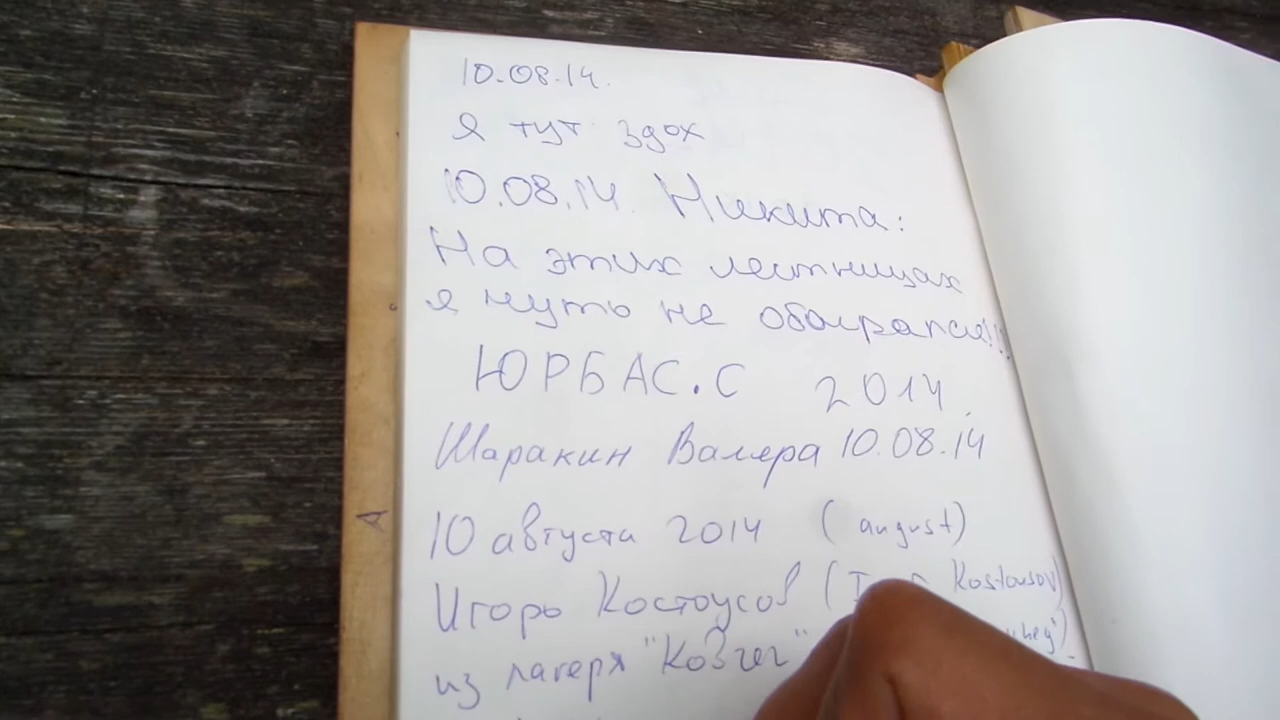 10.08.14.
Я тут здох
10.08.14. Никита:
На этих лестницах
я чуть не обосрался!!!
ЮРБАС.С 2014
Шаракин Валера 10.08.14
10 августа 2014 (august)
Игорь Костоусов ( Kostousov)
из лагеря "Ковчег"
А